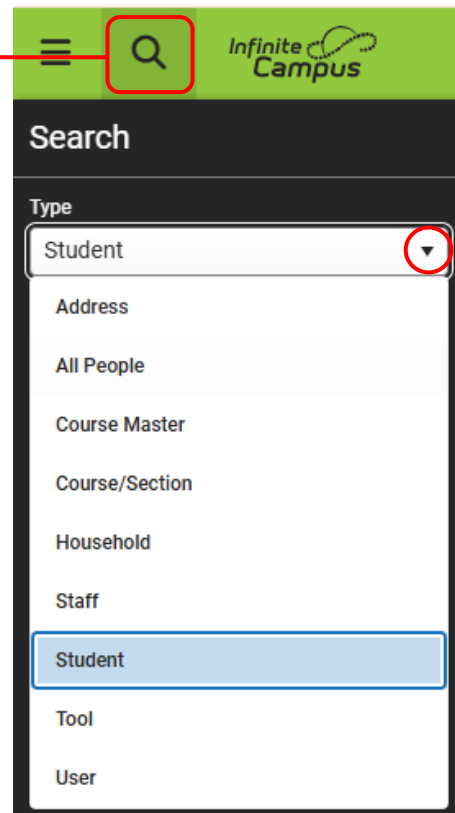 Infinite
Campus
Search
Type
Student
Address
All People
Course Master
Course/Section
Household
Staff
Student
Tool
User